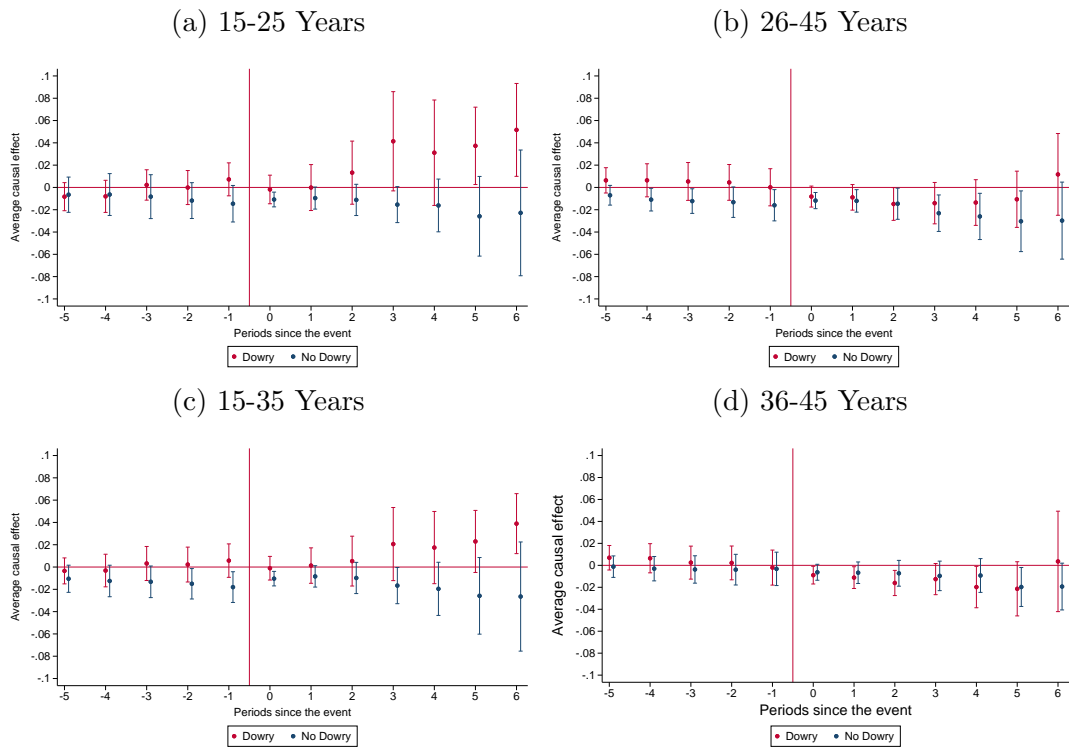 (a) 15-25 Years
Average causal effect
.1
.08
.06
.04
.02
0
-.02
-.04
-.06
-.08
-.1
-5 -4 -3 -2 -1 0 1 2 3 4 5 6
Periods since the event
Dowry No Dowry
(b) 26-45 Years
Average causal effect
.1
.08
.06
.04
.02
0
-.02
-.04
-.06
-.08
-.1
-5 -4 -3 -2 -1 0 1 2 3 4 5 6
Periods since the event
Dowry No Dowry
(c) 15-35 Years
Average causal effect
.1
.08
.06
.04
.02
0
-.02
-.04
-.06
-.08
-.1
-5 -4 -3 -2 -1 0 1 2 3 4 5 6
Periods since the event
Dowry No Dowry
(d) 36-45 Years
Average causal effect
.1
.08
.06
.04
.02
0
-.02
-.04
-.06
-.08
-.1
-5 -4 -3 -2 -1 0 1 2 3 4 5 6
Periods since the event
Dowry No Dowry